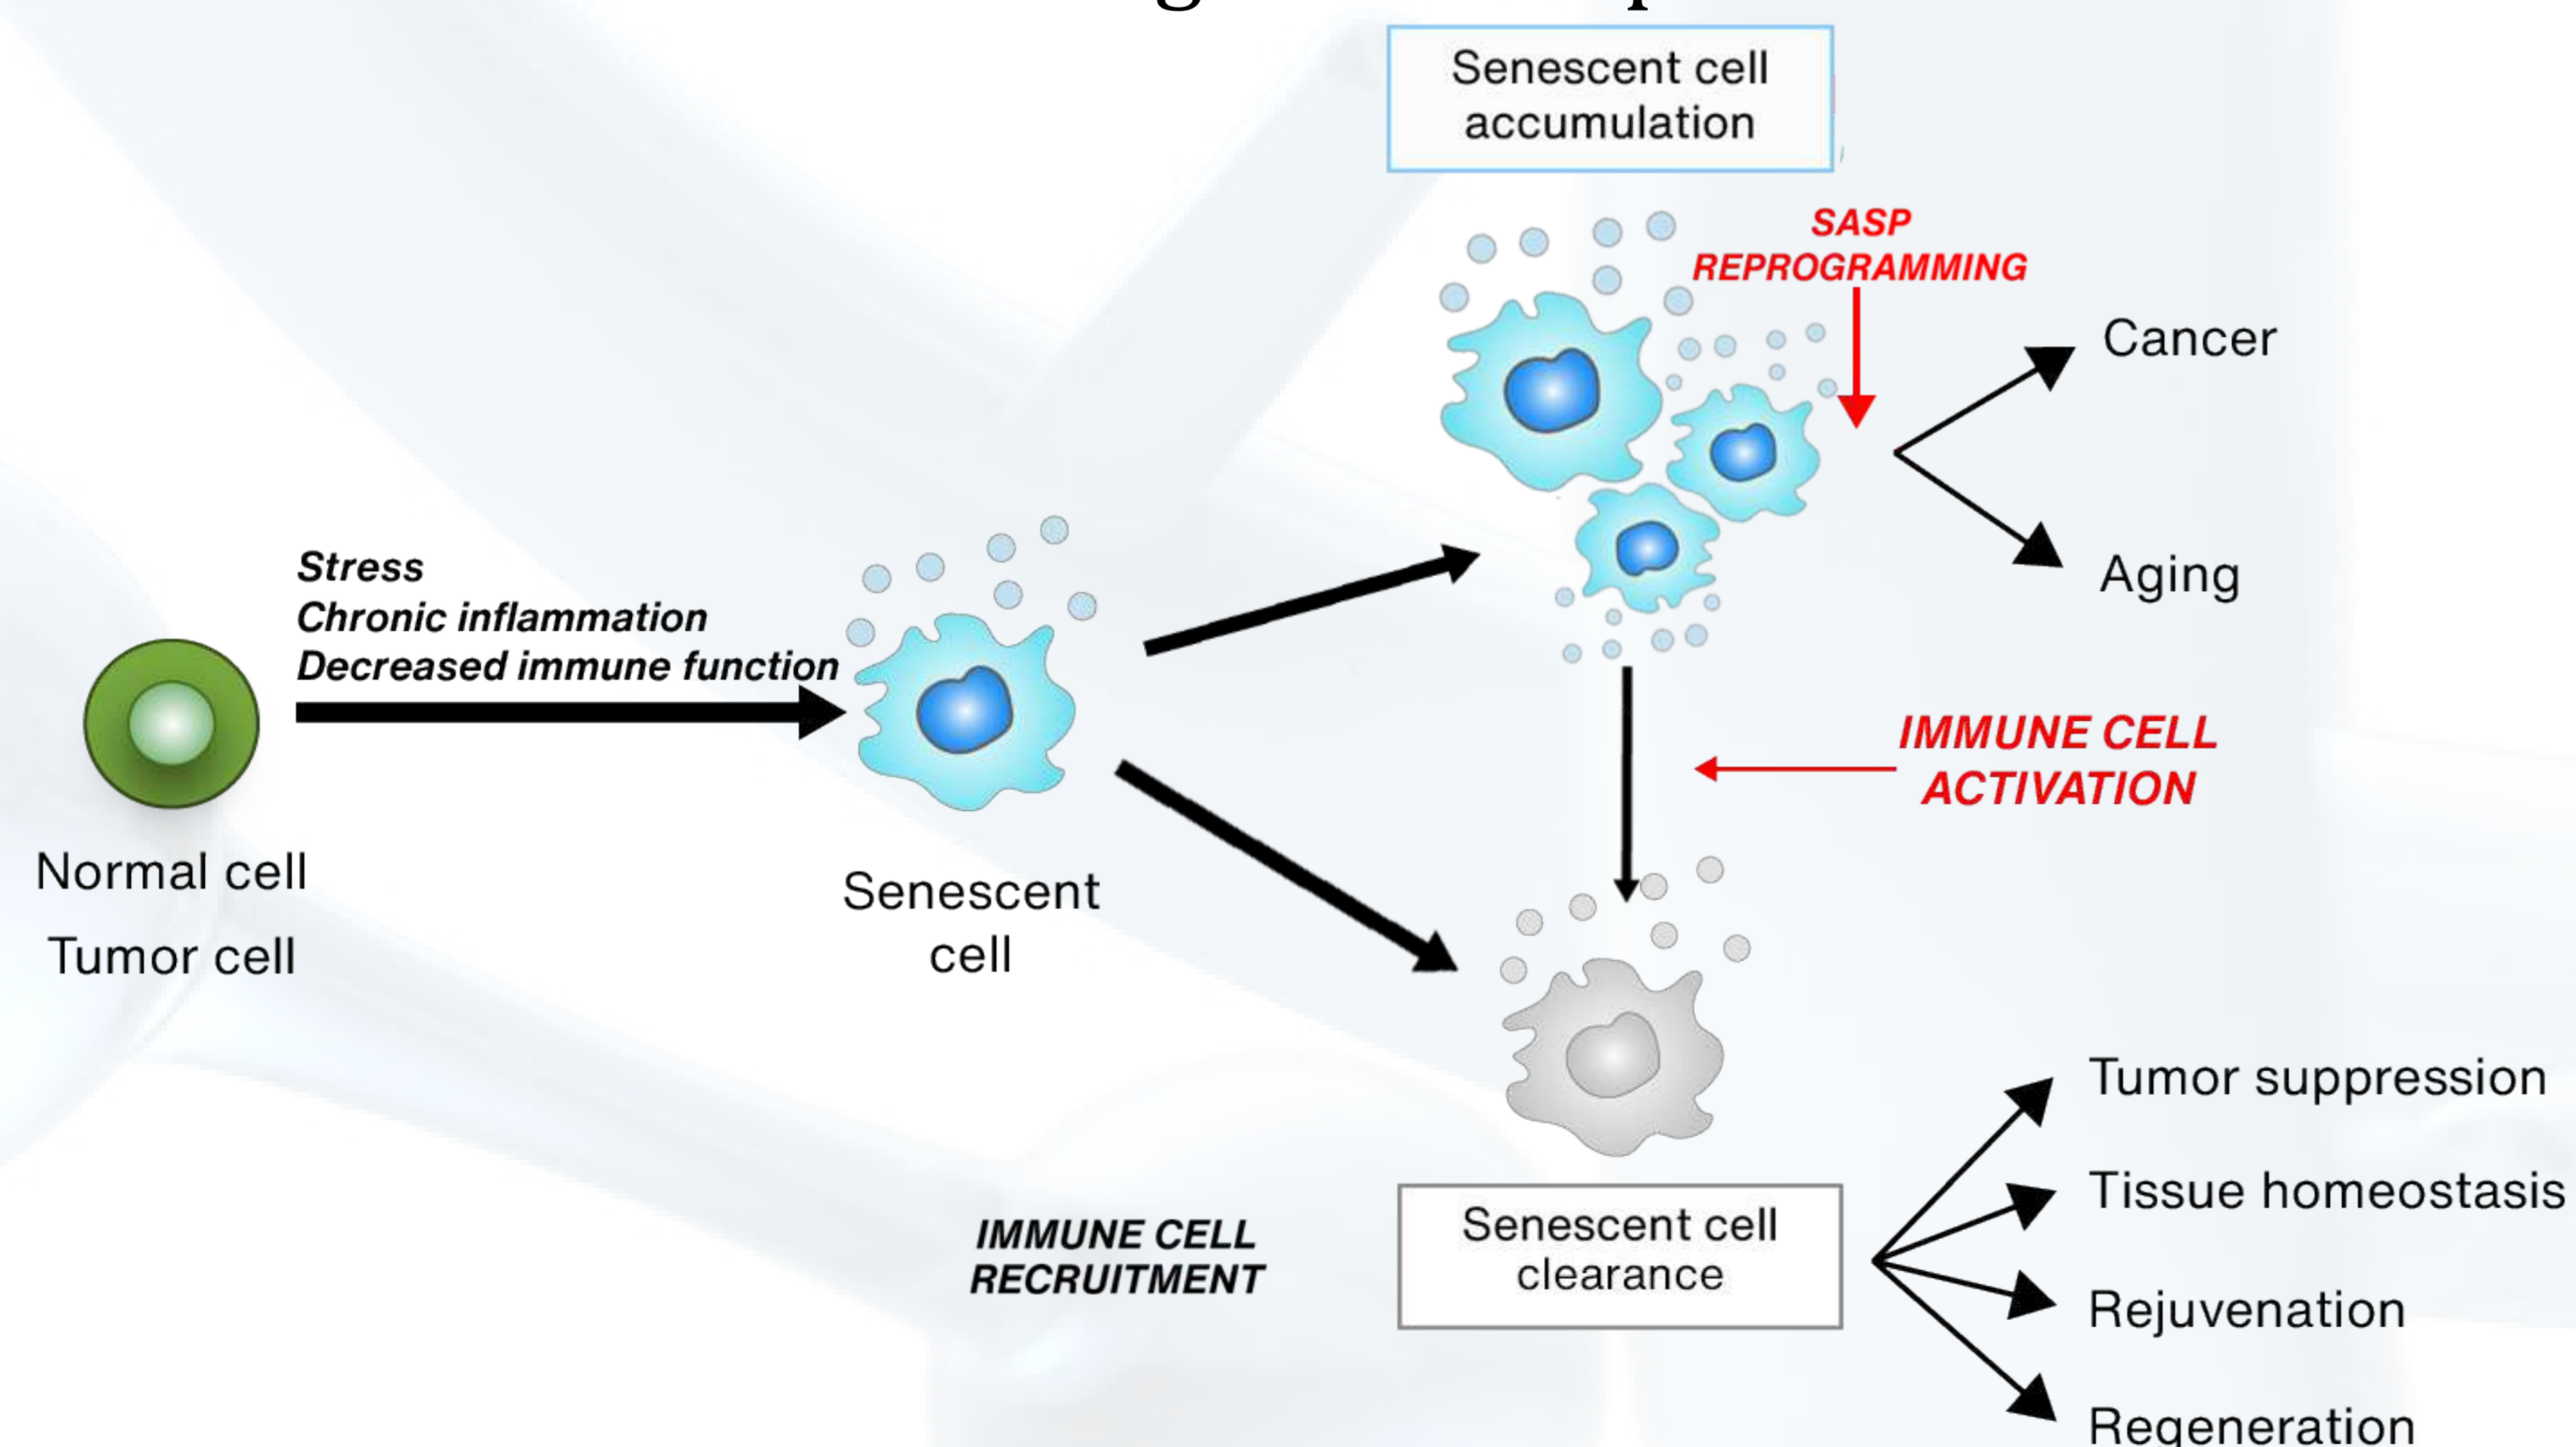 Senescent cell
accumulation
SASP
REPROGRAMMING
Cancer
Aging
Stress
Chronic inflammation
Decreased immune function
Normal cell
Tumor cell
Senescent
cell
IMMUNE CELL
ACTIVATION
IMMUNE CELL
RECRUITMENT
Senescent cell
clearance
Tumor suppression
Tissue homeostasis
Rejuvenation
Regeneration